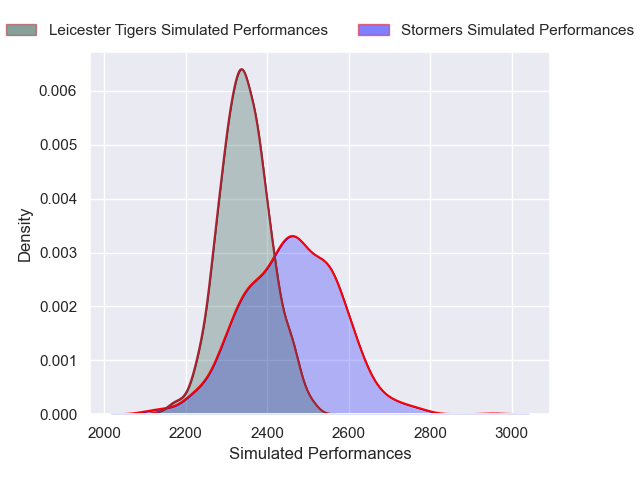 Leicester Tigers Simulated Performances Stormers Simulated Performances
0.006
0.005
0.004
0.003
0.002
0.001
0.000
Density
2000 2200 2400 2600 2800 3000
Simulated Performances